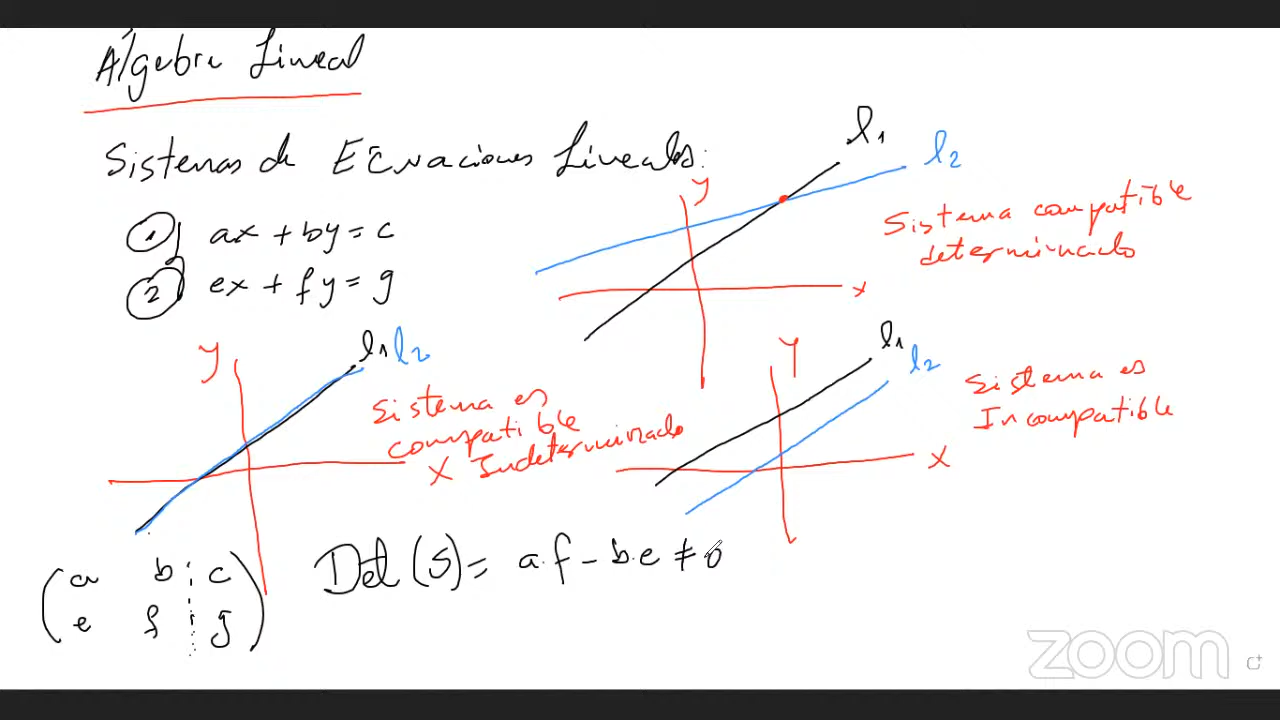 Álgebra Lineal
Sistemas de Ecuaciones Lineales:
1) ax + by = c
2) ex + fy = g
y
l1
l2
x
Sistema compatible
determinado
y
l1 l2
Sistema es
compatible
x Indeterminado
y
l1
l2
x
Sistema es
Incompatible
( a b ⋮ c
e f ⋮ g )
Det (S) = a.f - b.e ≠ 0
zoom